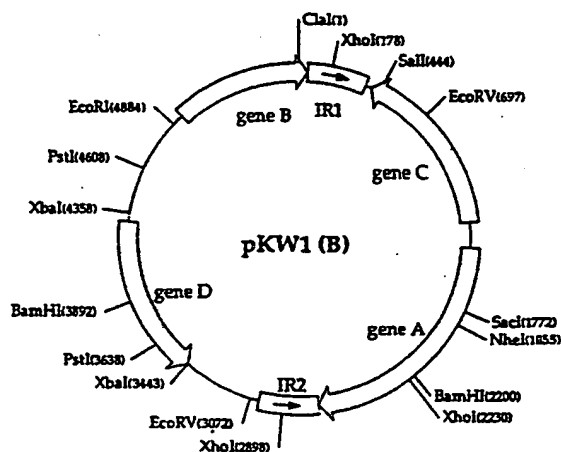 ClaI(1)
XhoI(178)
SalI(444)
EcoRV(697)
EcoRI(4884)
gene B
IR1
PstI(4608)
gene C
XbaI(4358)
pKW1 (B)
BamHI(3892)
gene D
gene A
SacI(1772)
NheI(1855)
PstI(3638)
XbaI(3443)
IR2
BamHI(2200)
XhoI(2230)
EcoRV(3072)
XhoI(2898)